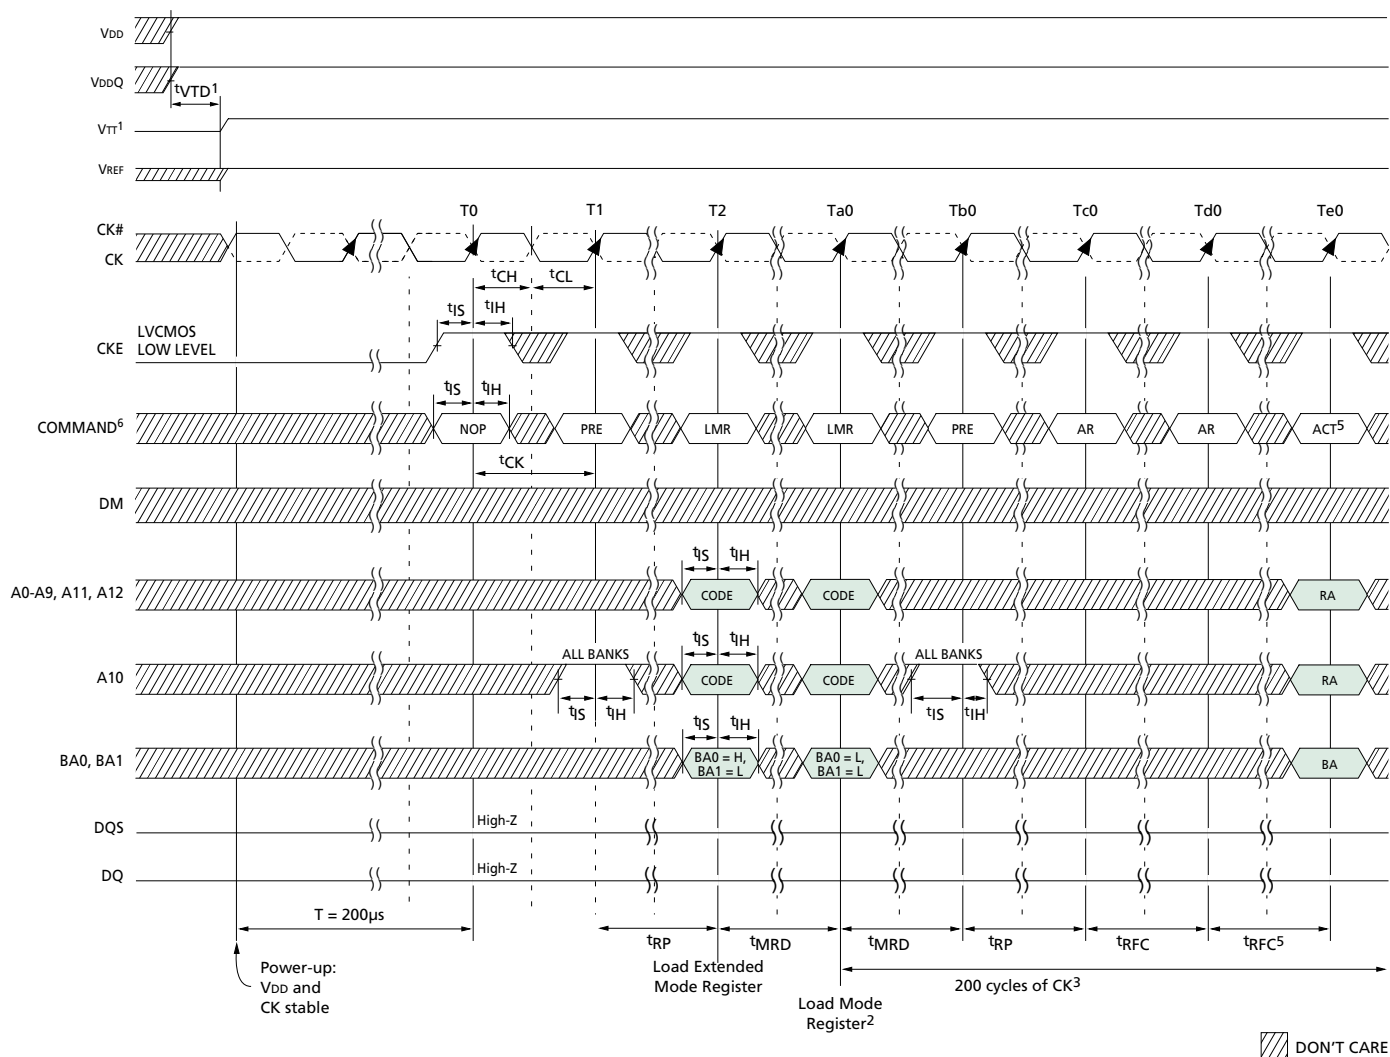 VDD
VDDQ
tVTD1
VTT1
VREF
T0 T1 T2 Ta0 Tb0 Tc0 Td0 Te0
CK#
CK
tCH tCL
tIS tIH
LVCMOS
LOW LEVEL
CKE
tIS tIH
COMMAND6 NOP PRE LMR LMR PRE AR AR ACT5
tCK
DM
tIS tIH
A0-A9, A11, A12 CODE CODE RA
tIS tIH
ALL BANKS ALL BANKS
A10 CODE CODE RA
tIS tIH tIS tIH tIS tIH
BA0, BA1 BA0 = H, BA1 = L BA0 = L, BA1 = L BA
DQS High-Z
DQ High-Z
T = 200µs
tRP tMRD tMRD tRP tRFC tRFC5
Power-up:
VDD and
CK stable
Load Extended
Mode Register
200 cycles of CK3
Load Mode
Register2
DON'T CARE